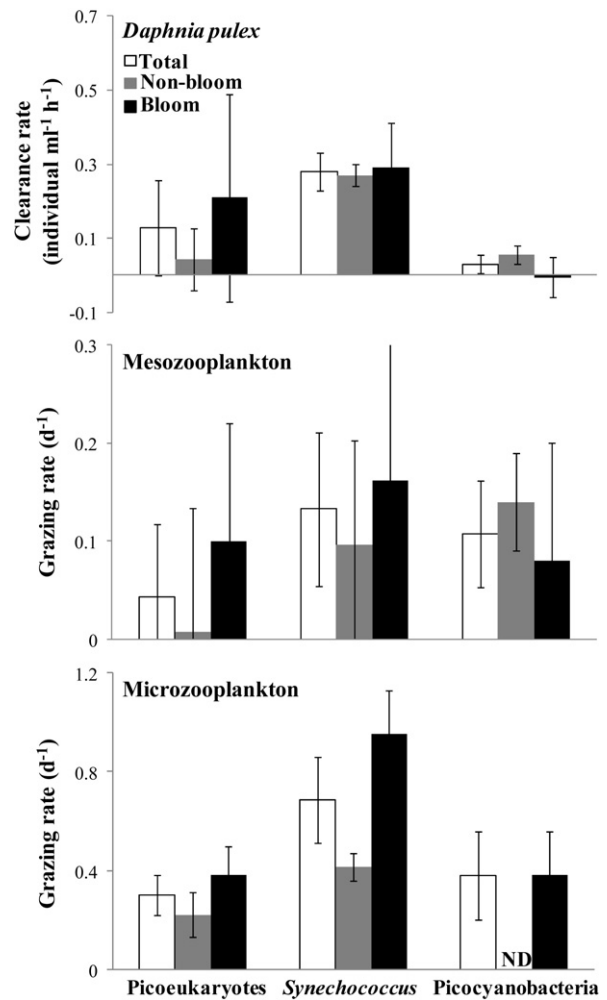 Daphnia pulex
Total
Non-bloom
Bloom
Clearance rate
(individual ml⁻¹ h⁻¹)
0.7
0.5
0.3
0.1
-0.1
Mesozooplankton
Grazing rate (d⁻¹)
0.3
0.2
0.1
0
Microzooplankton
Grazing rate (d⁻¹)
1.2
0.8
0.4
0
ND
Picoeukaryotes Synechococcus Picocyanobacteria